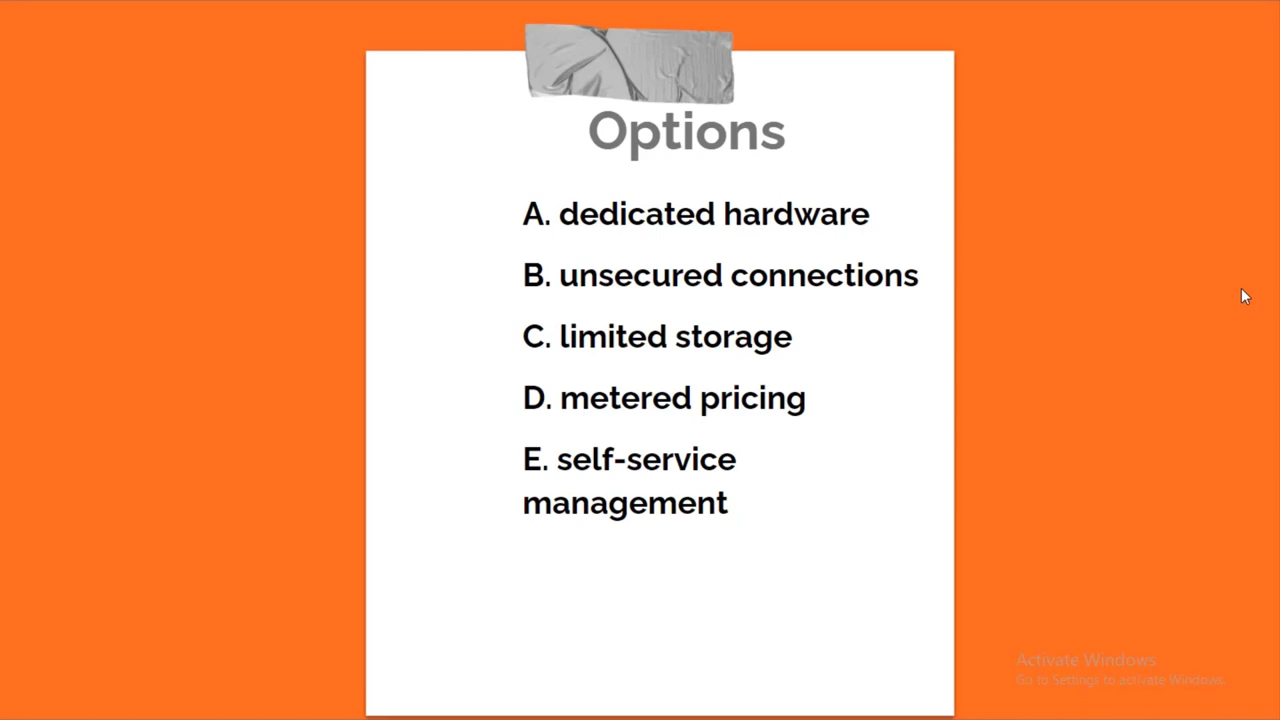 Options
A. dedicated hardware
B. unsecured connections
C. limited storage
D. metered pricing
E. self-service
management
Activate Windows
Go to Settings to activate Windows.